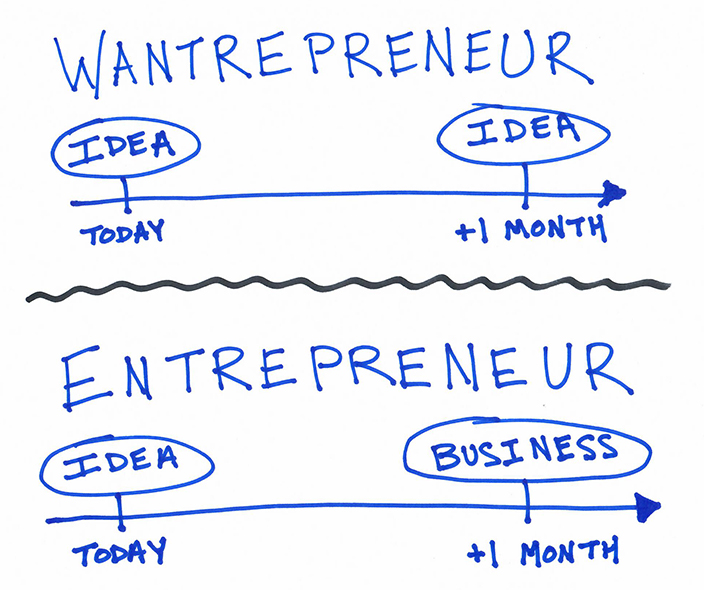 WANTREPRENEUR
IDEA IDEA
TODAY +1 MONTH
ENTREPRENEUR
IDEA BUSINESS
TODAY +1 MONTH